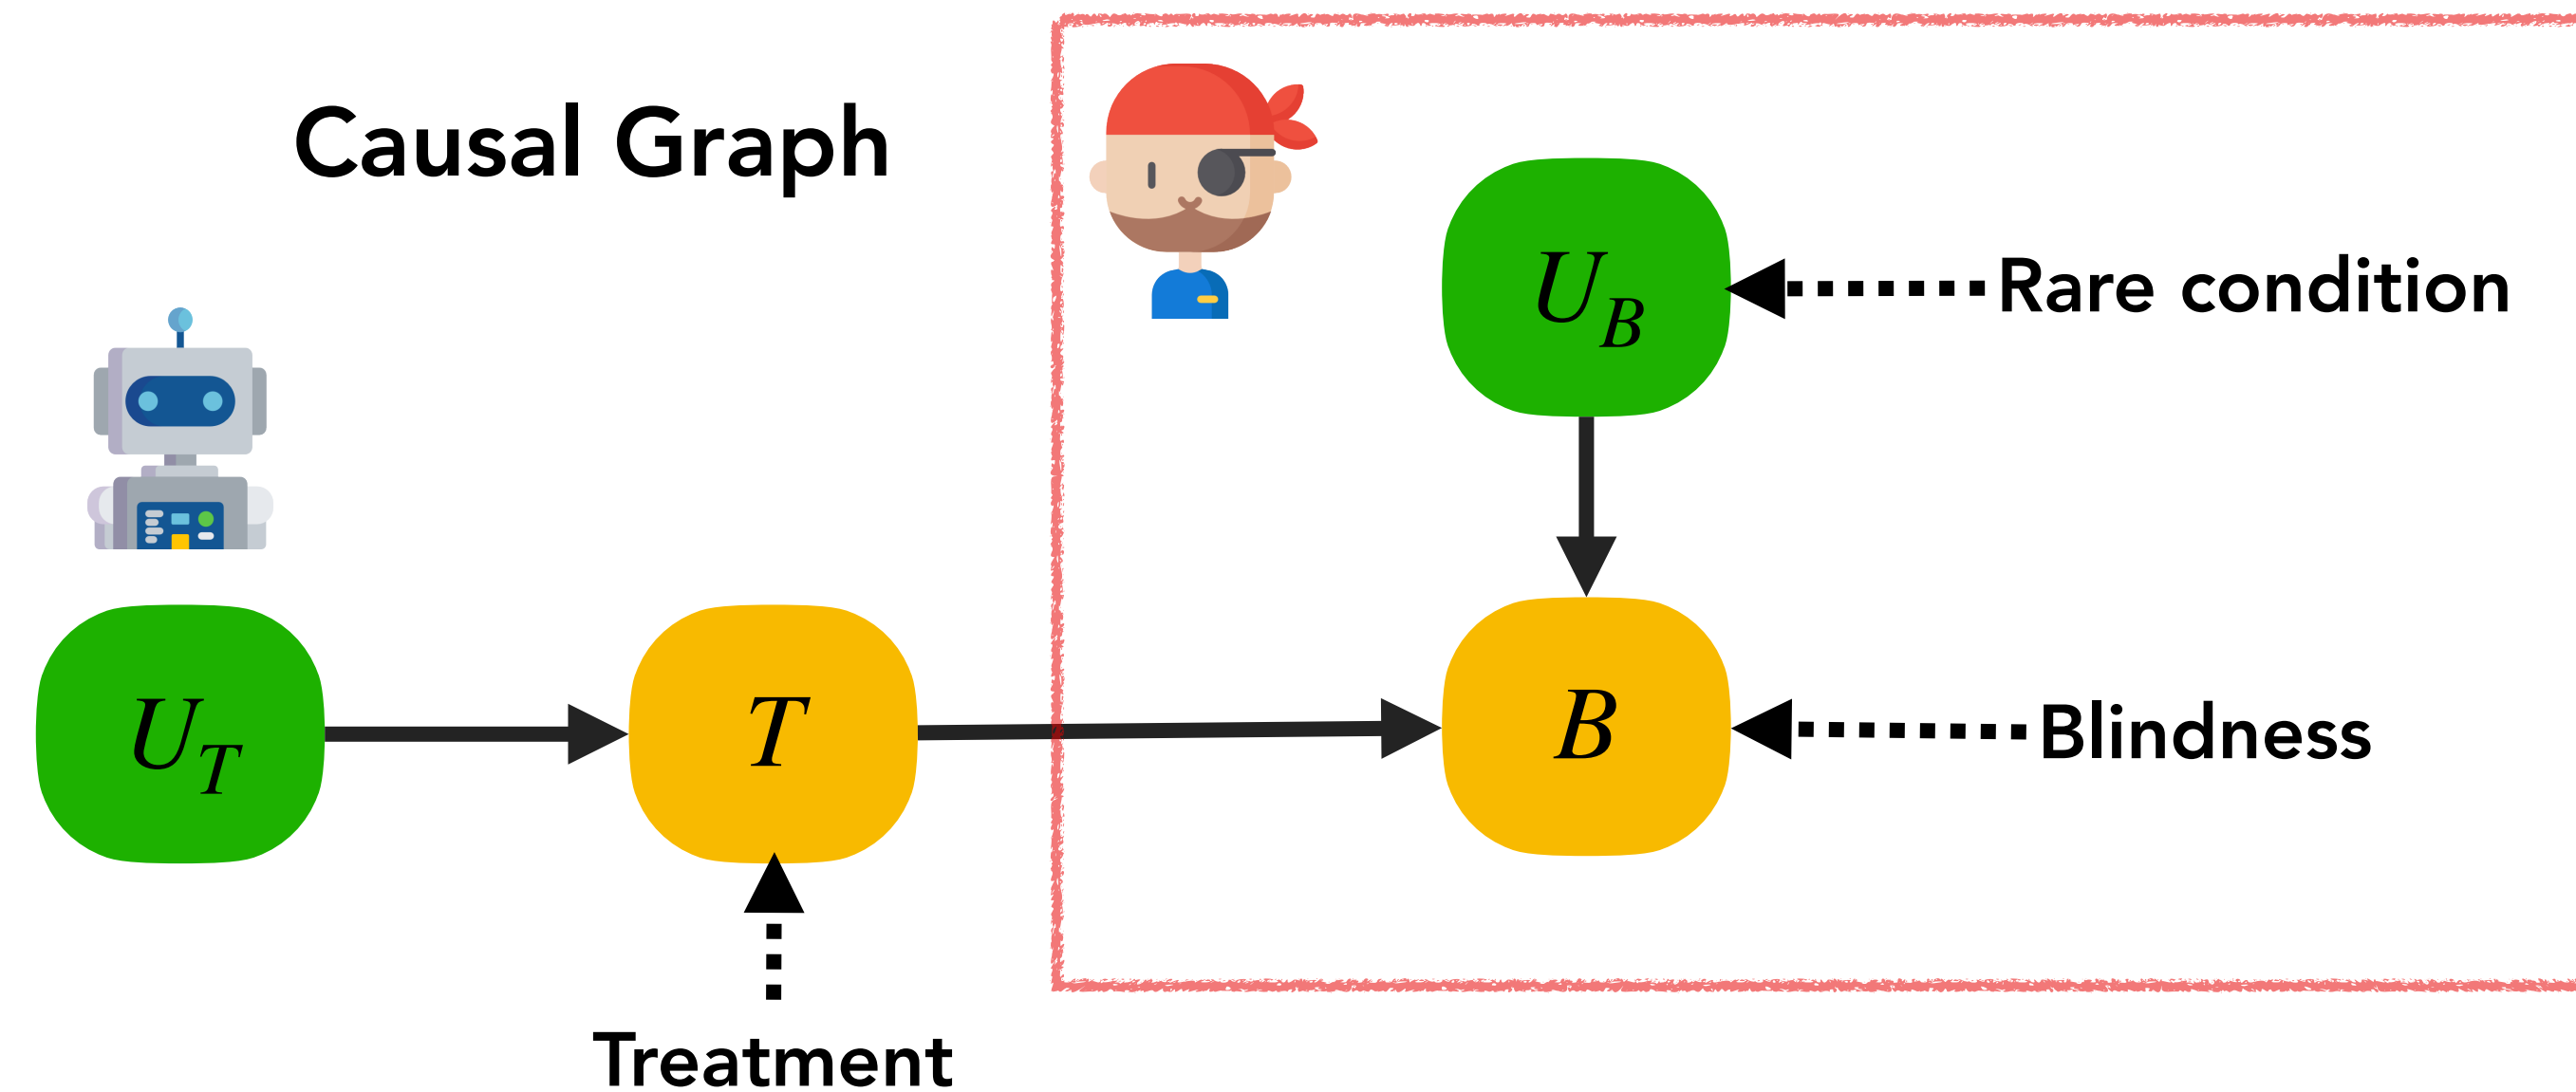 Causal Graph
U_B
Rare condition
U_T
T
B
Blindness
Treatment